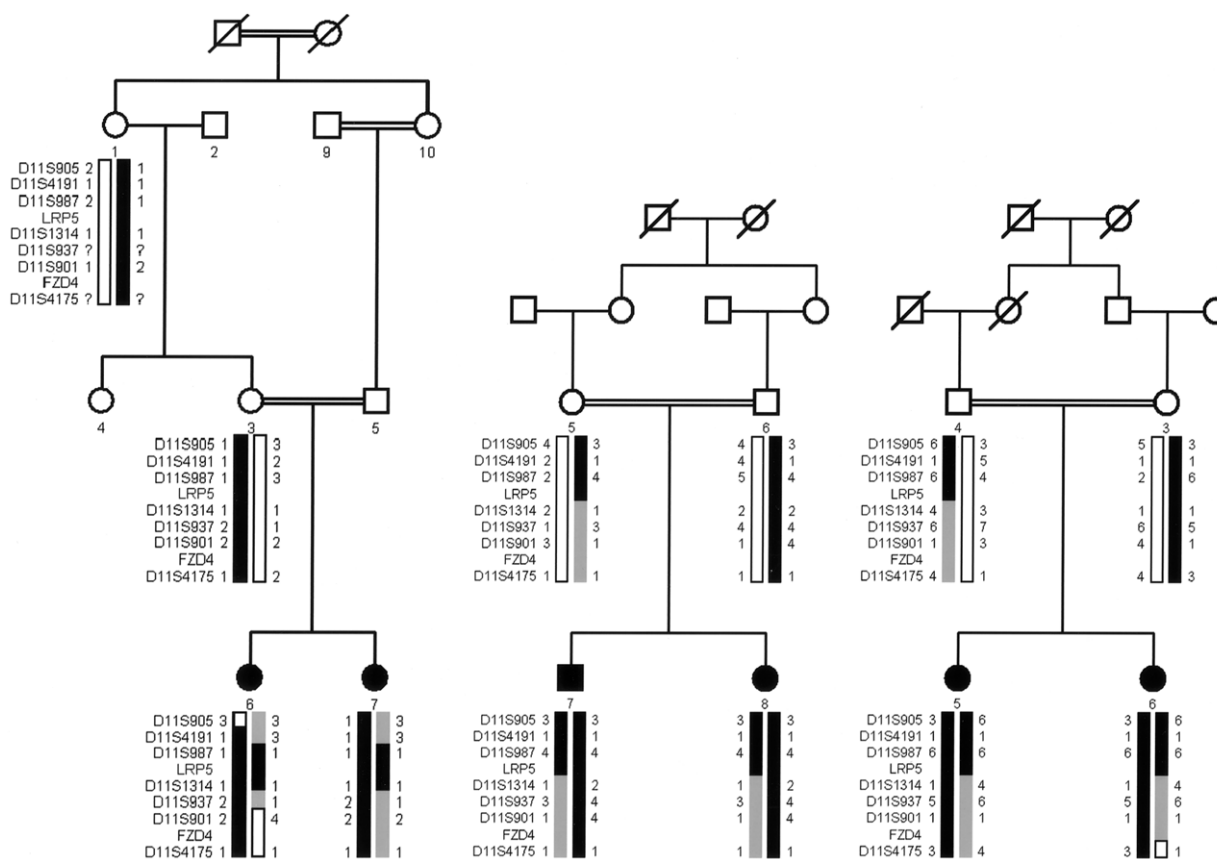 1 2 9 10
D11S905 2 1
D11S4191 1 1
D11S987 2 1
LRP5
D11S1314 1 1
D11S937 ? ?
D11S901 1 2
FZD4
D11S4175 ? ?
4 3 5
D11S905 1 3
D11S4191 1 2
D11S987 1 3
LRP5
D11S1314 1 1
D11S937 2 1
D11S901 2 2
FZD4
D11S4175 1 2
6 7
D11S905 3 3 1 3
D11S4191 1 3 1 3
D11S987 1 1 1 1
LRP5
D11S1314 1 1 1 1
D11S937 2 1 2 1
D11S901 2 4 2 2
FZD4
D11S4175 1 1 1 1
5 6
D11S905 4 3 4 3
D11S4191 2 1 4 1
D11S987 2 4 5 4
LRP5
D11S1314 2 1 2 2
D11S937 1 3 4 4
D11S901 3 1 1 4
FZD4
D11S4175 1 1 1 1
7 8
D11S905 3 3 3 3
D11S4191 1 1 1 1
D11S987 4 4 4 4
LRP5
D11S1314 1 2 1 2
D11S937 3 4 3 4
D11S901 1 4 1 4
FZD4
D11S4175 1 1 1 1
4 3
D11S905 6 3 5 3
D11S4191 1 5 1 1
D11S987 6 4 2 6
LRP5
D11S1314 4 3 1 1
D11S937 6 7 6 5
D11S901 1 3 4 1
FZD4
D11S4175 4 1 4 3
5 6
D11S905 3 6 3 6
D11S4191 1 1 1 1
D11S987 6 6 6 6
LRP5
D11S1314 1 4 1 4
D11S937 5 6 5 6
D11S901 1 1 1 1
FZD4
D11S4175 3 4 3 1